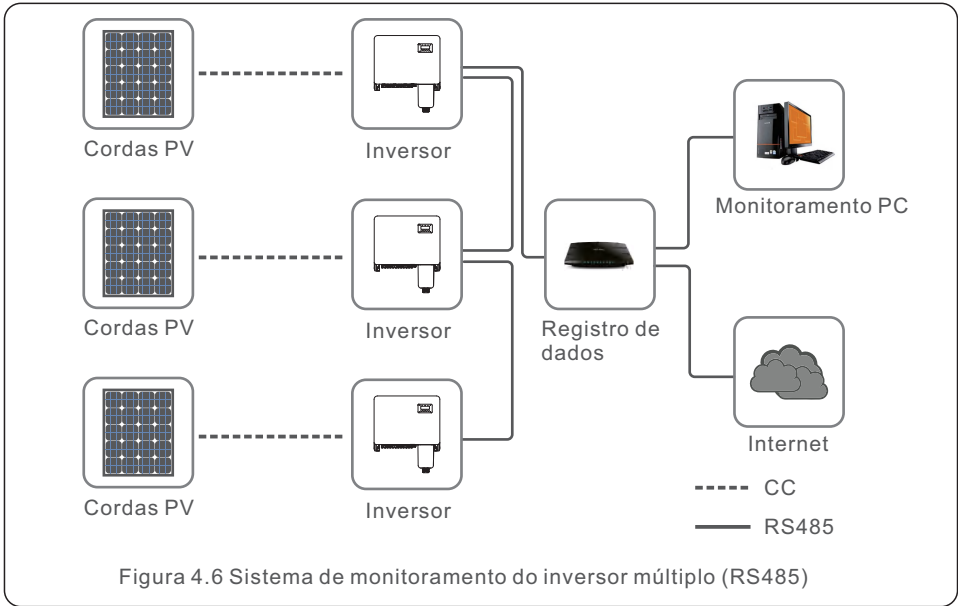 Cordas PV
Inversor
Monitoramento PC
Cordas PV
Inversor
Registro de
dados
Internet
Cordas PV
Inversor
CC
RS485
Figura 4.6 Sistema de monitoramento do inversor múltiplo (RS485)